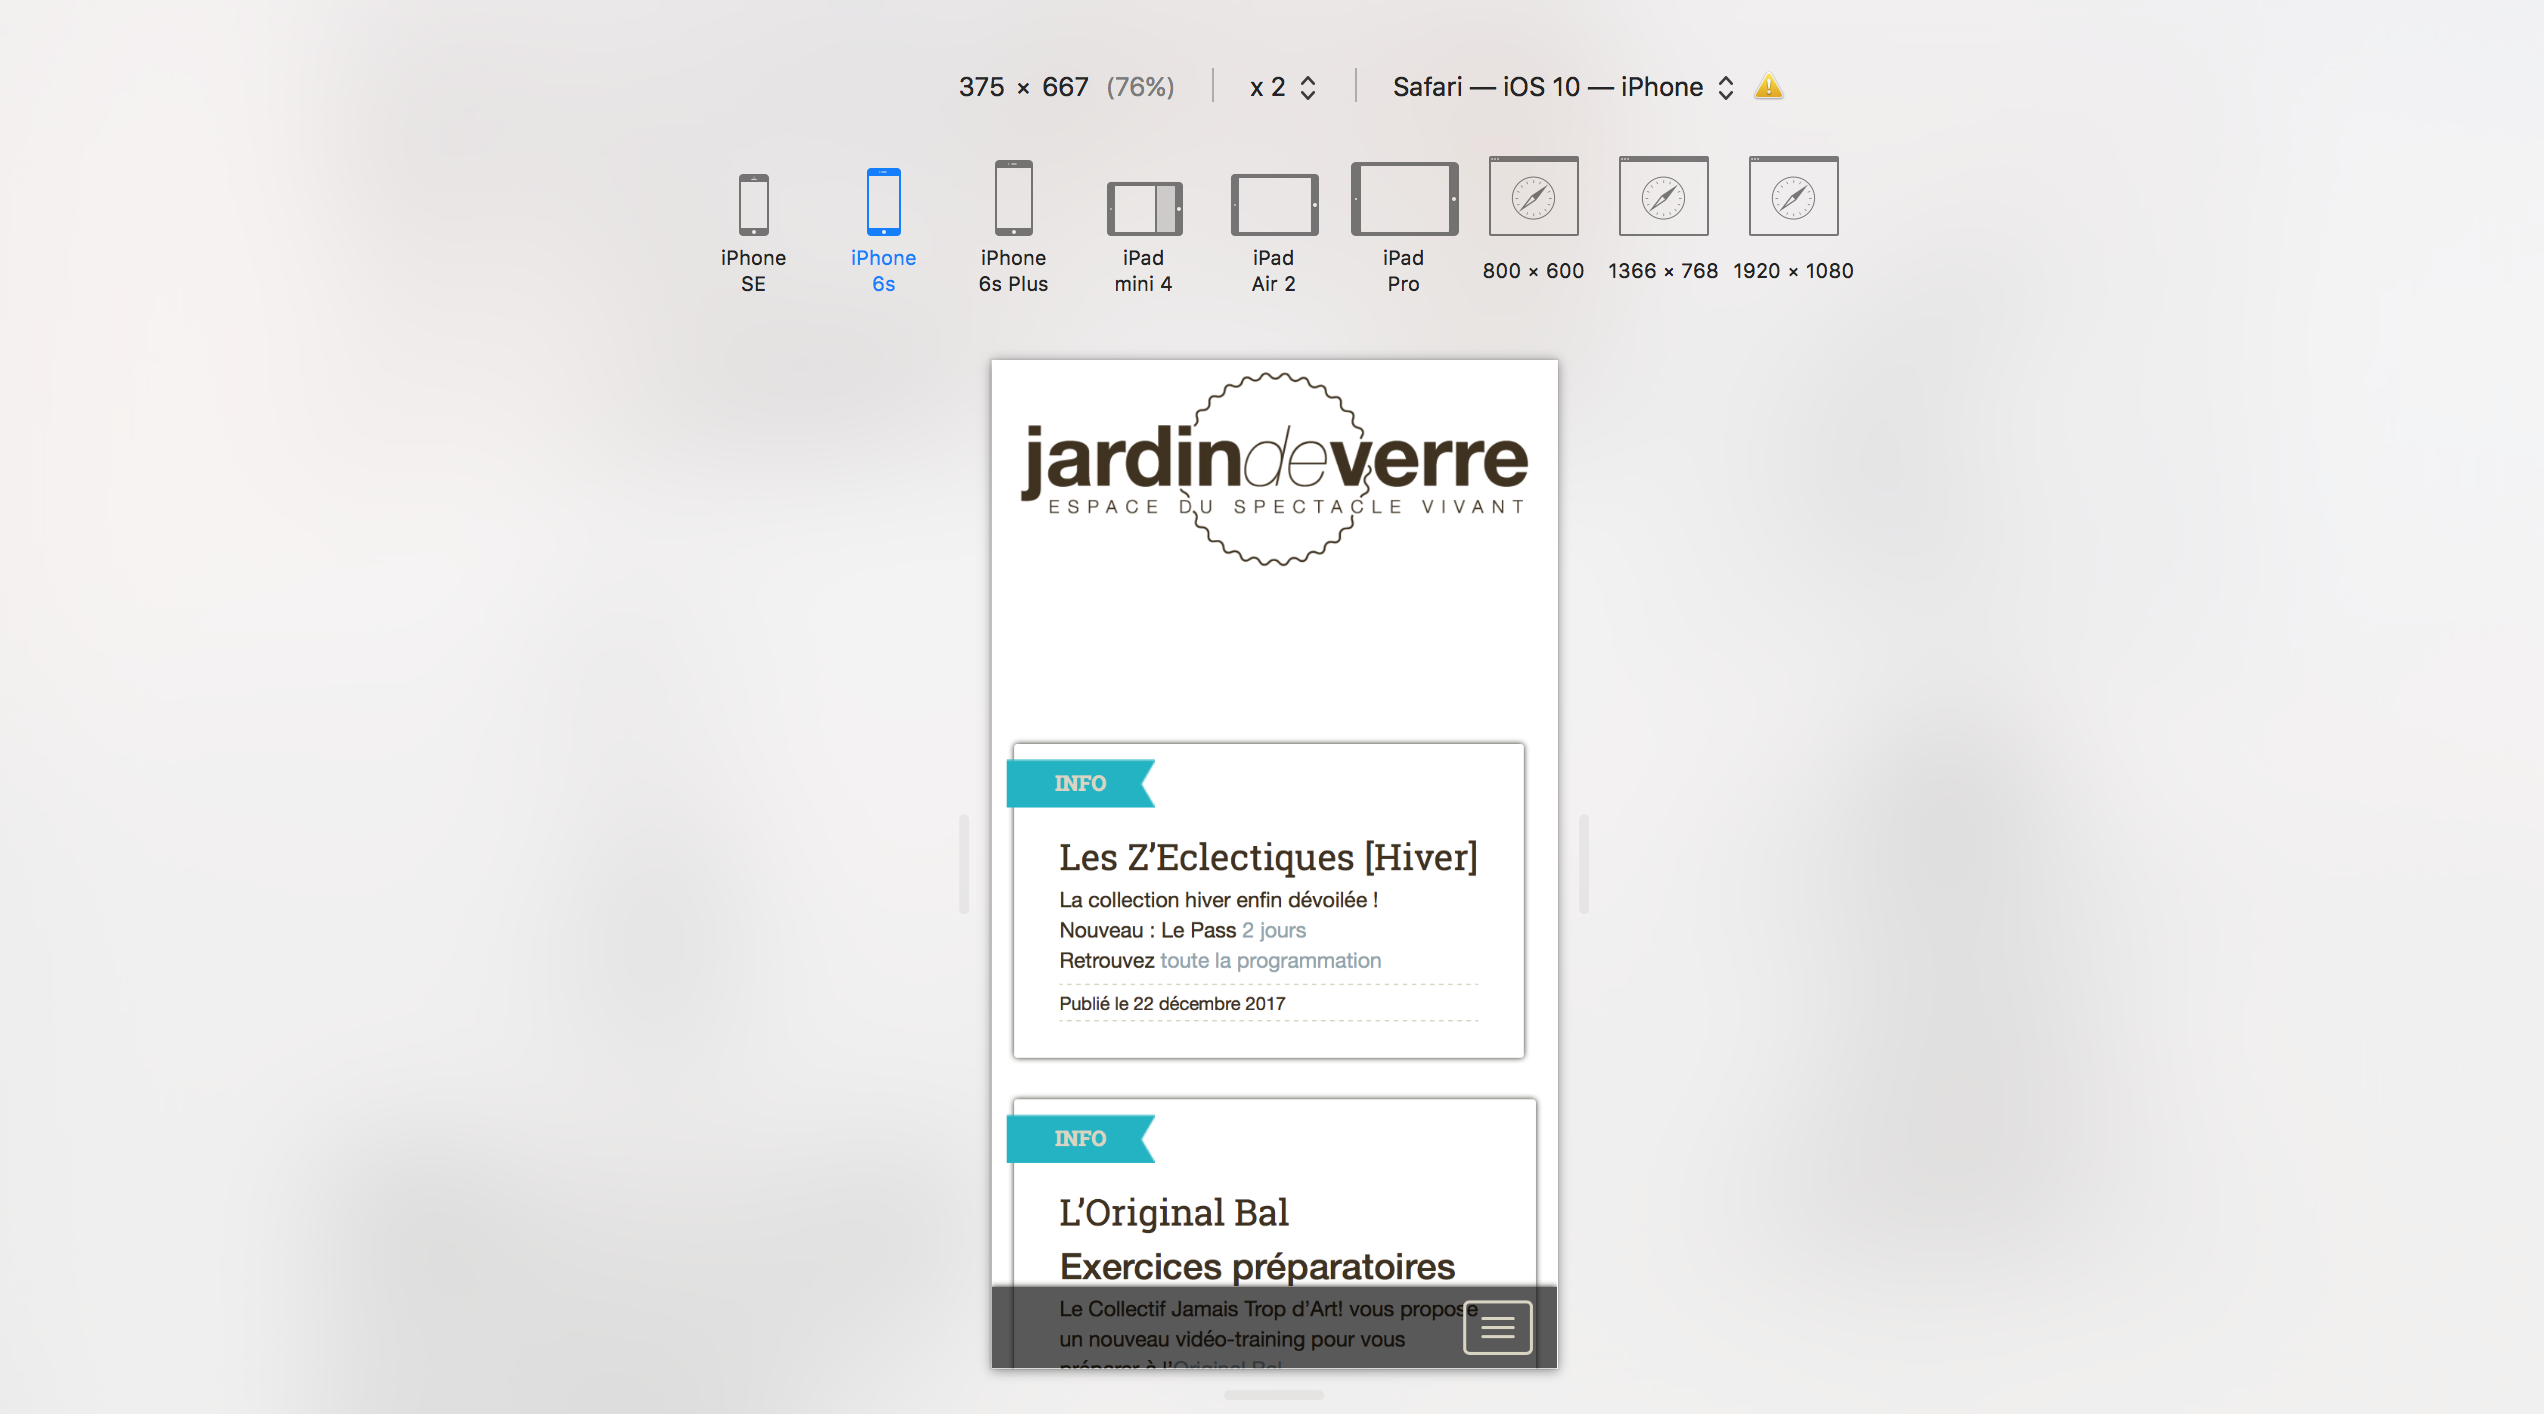 375 × 667 (76%)
x 2
Safari — iOS 10 — iPhone
iPhone
SE
iPhone
6s
iPhone
6s Plus
iPad
mini 4
iPad
Air 2
iPad
Pro
800 × 600
1366 × 768
1920 × 1080
jardindeverre
ESPACE DU SPECTACLE VIVANT
INFO
Les Z’Eclectiques [Hiver]
La collection hiver enfin dévoilée !
Nouveau : Le Pass 2 jours
Retrouvez toute la programmation
Publié le 22 décembre 2017
INFO
L’Original Bal
Exercices préparatoires
Le Collectif Jamais Trop d’Art! vous propose
un nouveau vidéo-training pour vous
préparer à l’Original Bal